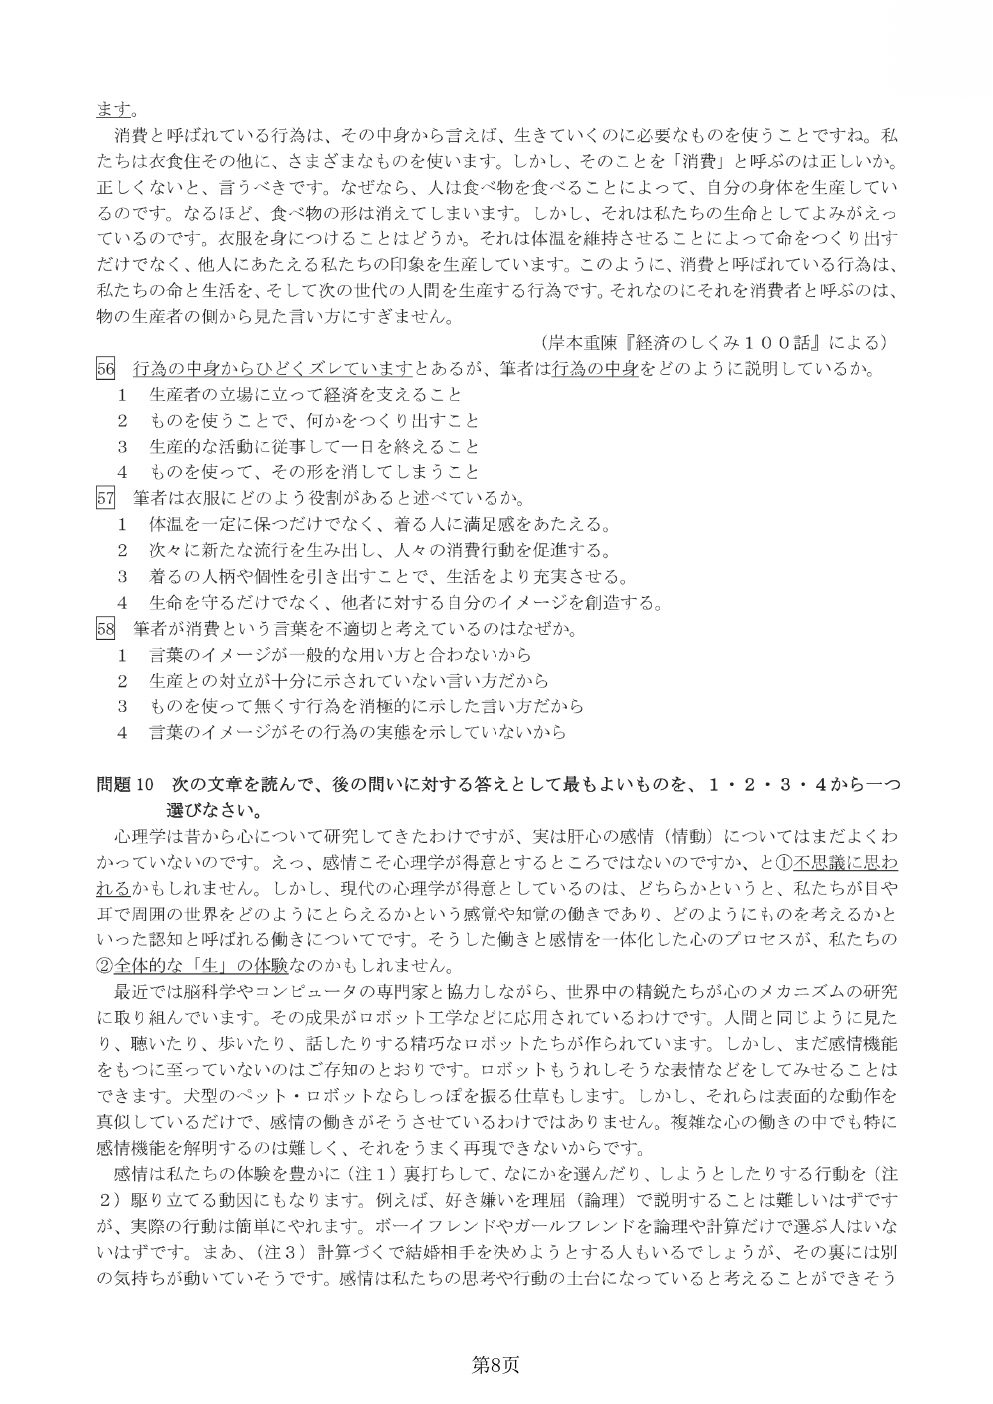 ます。
　消費と呼ばれている行為は、その中身から言えば、生きていくのに必要なものを使うことですね。私
たちは衣食住その他に、さまざまなものを使います。しかし、そのことを「消費」と呼ぶのは正しいか。
正しくないと、言うべきです。なぜなら、人は食べ物を食べることによって、自分の身体を生産してい
るのです。なるほど、食べ物の形は消えてしまいます。しかし、それは私たちの生命としてよみがえっ
ているのです。衣服を身につけることはどうか。それは体温を維持させることによって命をつくり出す
だけでなく、他人にあたえる私たちの印象を生産しています。このように、消費と呼ばれている行為は、
私たちの命と生活を、そして次の世代の人間を生産する行為です。それなのにそれを消費者と呼ぶのは、
物の生産者の側から見た言い方にすぎません。
（岸本重陳『経済のしくみ１００話』による）
56　行為の中身からひどくズレていますとあるが、筆者は行為の中身をどのように説明しているか。
１　生産者の立場に立って経済を支えること
２　ものを使うことで、何かをつくり出すこと
３　生産的な活動に従事して一日を終えること
４　ものを使って、その形を消してしまうこと
57　筆者は衣服にどのよう役割があると述べているか。
１　体温を一定に保つだけでなく、着る人に満足感をあたえる。
２　次々に新たな流行を生み出し、人々の消費行動を促進する。
３　着るの人柄や個性を引き出すことで、生活をより充実させる。
４　生命を守るだけでなく、他者に対する自分のイメージを創造する。
58　筆者が消費という言葉を不適切と考えているのはなぜか。
１　言葉のイメージが一般的な用い方と合わないから
２　生産との対立が十分に示されていない言い方だから
３　ものを使って無くす行為を消極的に示した言い方だから
４　言葉のイメージがその行為の実態を示していないから
問題 10　次の文章を読んで、後の問いに対する答えとして最もよいものを、１・２・３・４から一つ
選びなさい。
　心理学は昔から心について研究してきたわけですが、実は肝心の感情（情動）についてはまだよくわ
かっていないのです。えっ、感情こそ心理学が得意とするところではないのですか、と①不思議に思わ
れるかもしれません。しかし、現代の心理学が得意としているのは、どちらかというと、私たちが目や
耳で周囲の世界をどのようにとらえるかという感覚や知覚の働きであり、どのようにものを考えるかと
いった認知と呼ばれる働きについてです。そうした働きと感情を一体化した心のプロセスが、私たちの
②全体的な「生」の体験なのかもしれません。
　最近では脳科学やコンピュータの専門家と協力しながら、世界中の精鋭たちが心のメカニズムの研究
に取り組んでいます。その成果がロボット工学などに応用されているわけです。人間と同じように見た
り、聴いたり、歩いたり、話したりする精巧なロボットたちが作られています。しかし、まだ感情機能
をもつに至っていないのはご存知のとおりです。ロボットもうれしそうな表情などをしてみせることは
できます。犬型のペット・ロボットならしっぽを振る仕草もします。しかし、それらは表面的な動作を
真似しているだけで、感情の働きがそうさせているわけではありません。複雑な心の働きの中でも特に
感情機能を解明するのは難しく、それをうまく再現できないからです。
　感情は私たちの体験を豊かに（注１）裏打ちして、なにかを選んだり、しようとしたりする行動を（注
２）駆り立てる動因にもなります。例えば、好き嫌いを理屈（論理）で説明することは難しいはずです
が、実際の行動は簡単にやれます。ボーイフレンドやガールフレンドを論理や計算だけで選ぶ人はいな
いはずです。まあ、（注３）計算づくで結婚相手を決めようとする人もいるでしょうが、その裏には別
の気持ちが動いていそうです。感情は私たちの思考や行動の土台になっていると考えることができそう
第8页